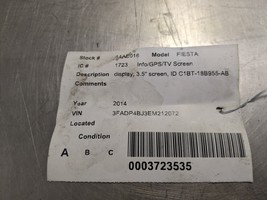 Stock # 54AE016 Model FIESTA
ID # 1723 Info/GPS/TV Screen
Description display, 3.5" screen, ID C1BT-18B955-AB
Comments
Year 2014
VIN 3FADP4BJ3EM212072
Located
Condition
A B C
0003723535